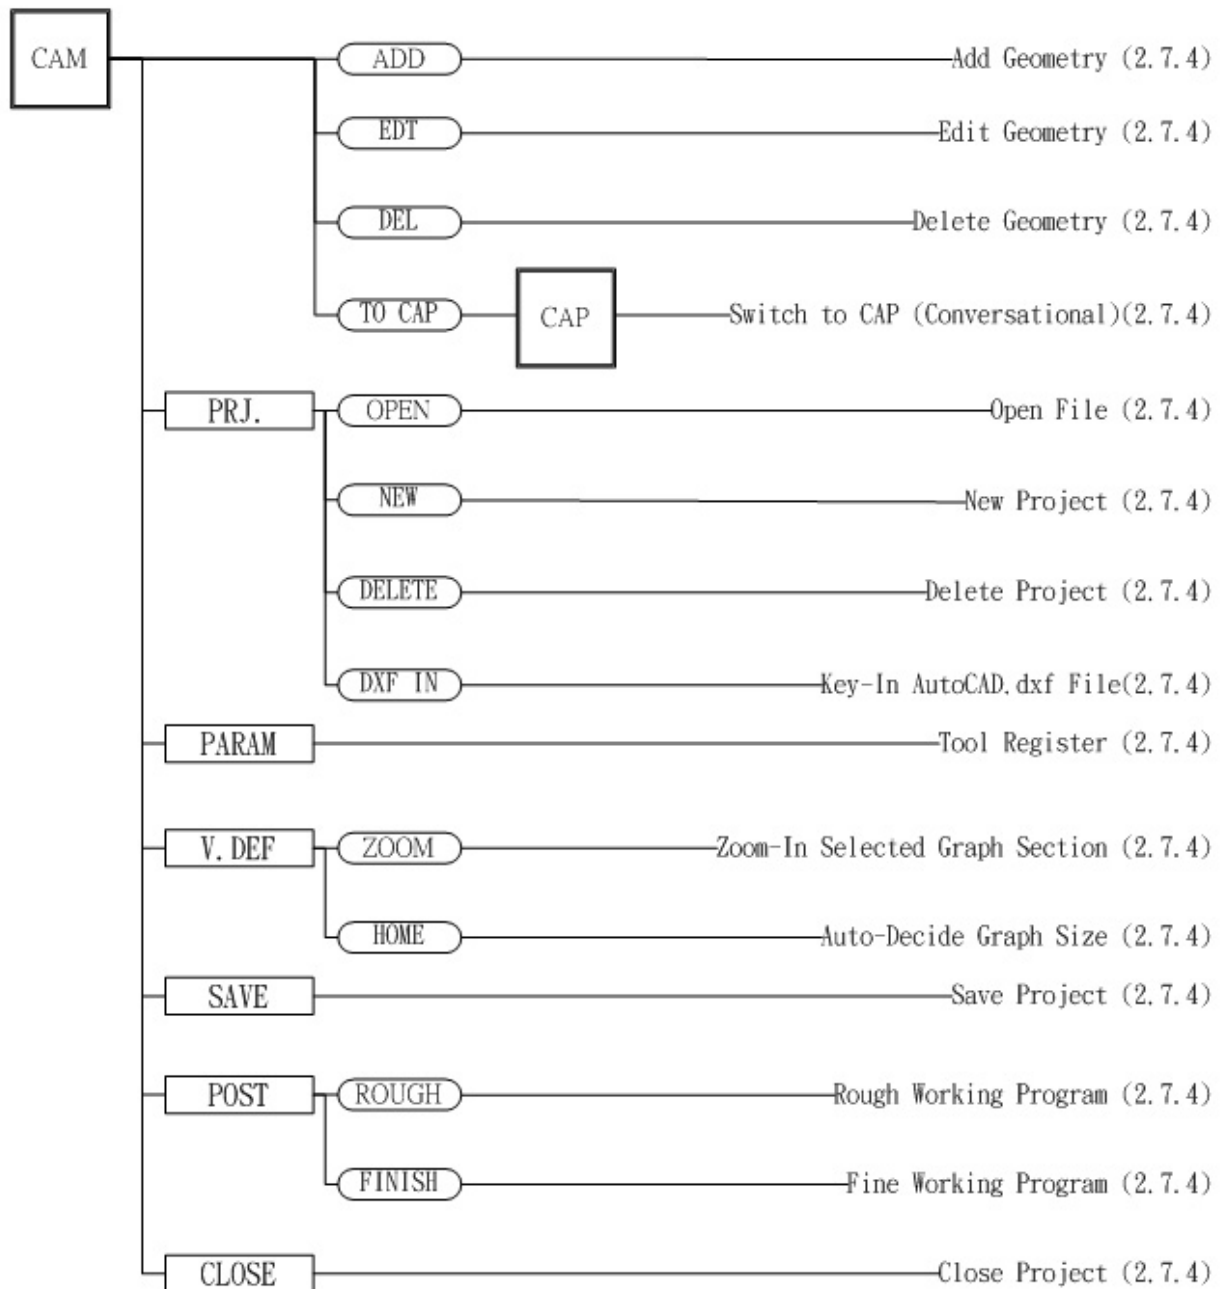 CAM ADD Add Geometry (2.7.4)
EDT Edit Geometry (2.7.4)
DEL Delete Geometry (2.7.4)
TO CAP CAP Switch to CAP (Conversational)(2.7.4)
PRJ. OPEN Open File (2.7.4)
NEW New Project (2.7.4)
DELETE Delete Project (2.7.4)
DXF IN Key-In AutoCAD.dxf File(2.7.4)
PARAM Tool Register (2.7.4)
V.DEF ZOOM Zoom-In Selected Graph Section (2.7.4)
HOME Auto-Decide Graph Size (2.7.4)
SAVE Save Project (2.7.4)
POST ROUGH Rough Working Program (2.7.4)
FINISH Fine Working Program (2.7.4)
CLOSE Close Project (2.7.4)